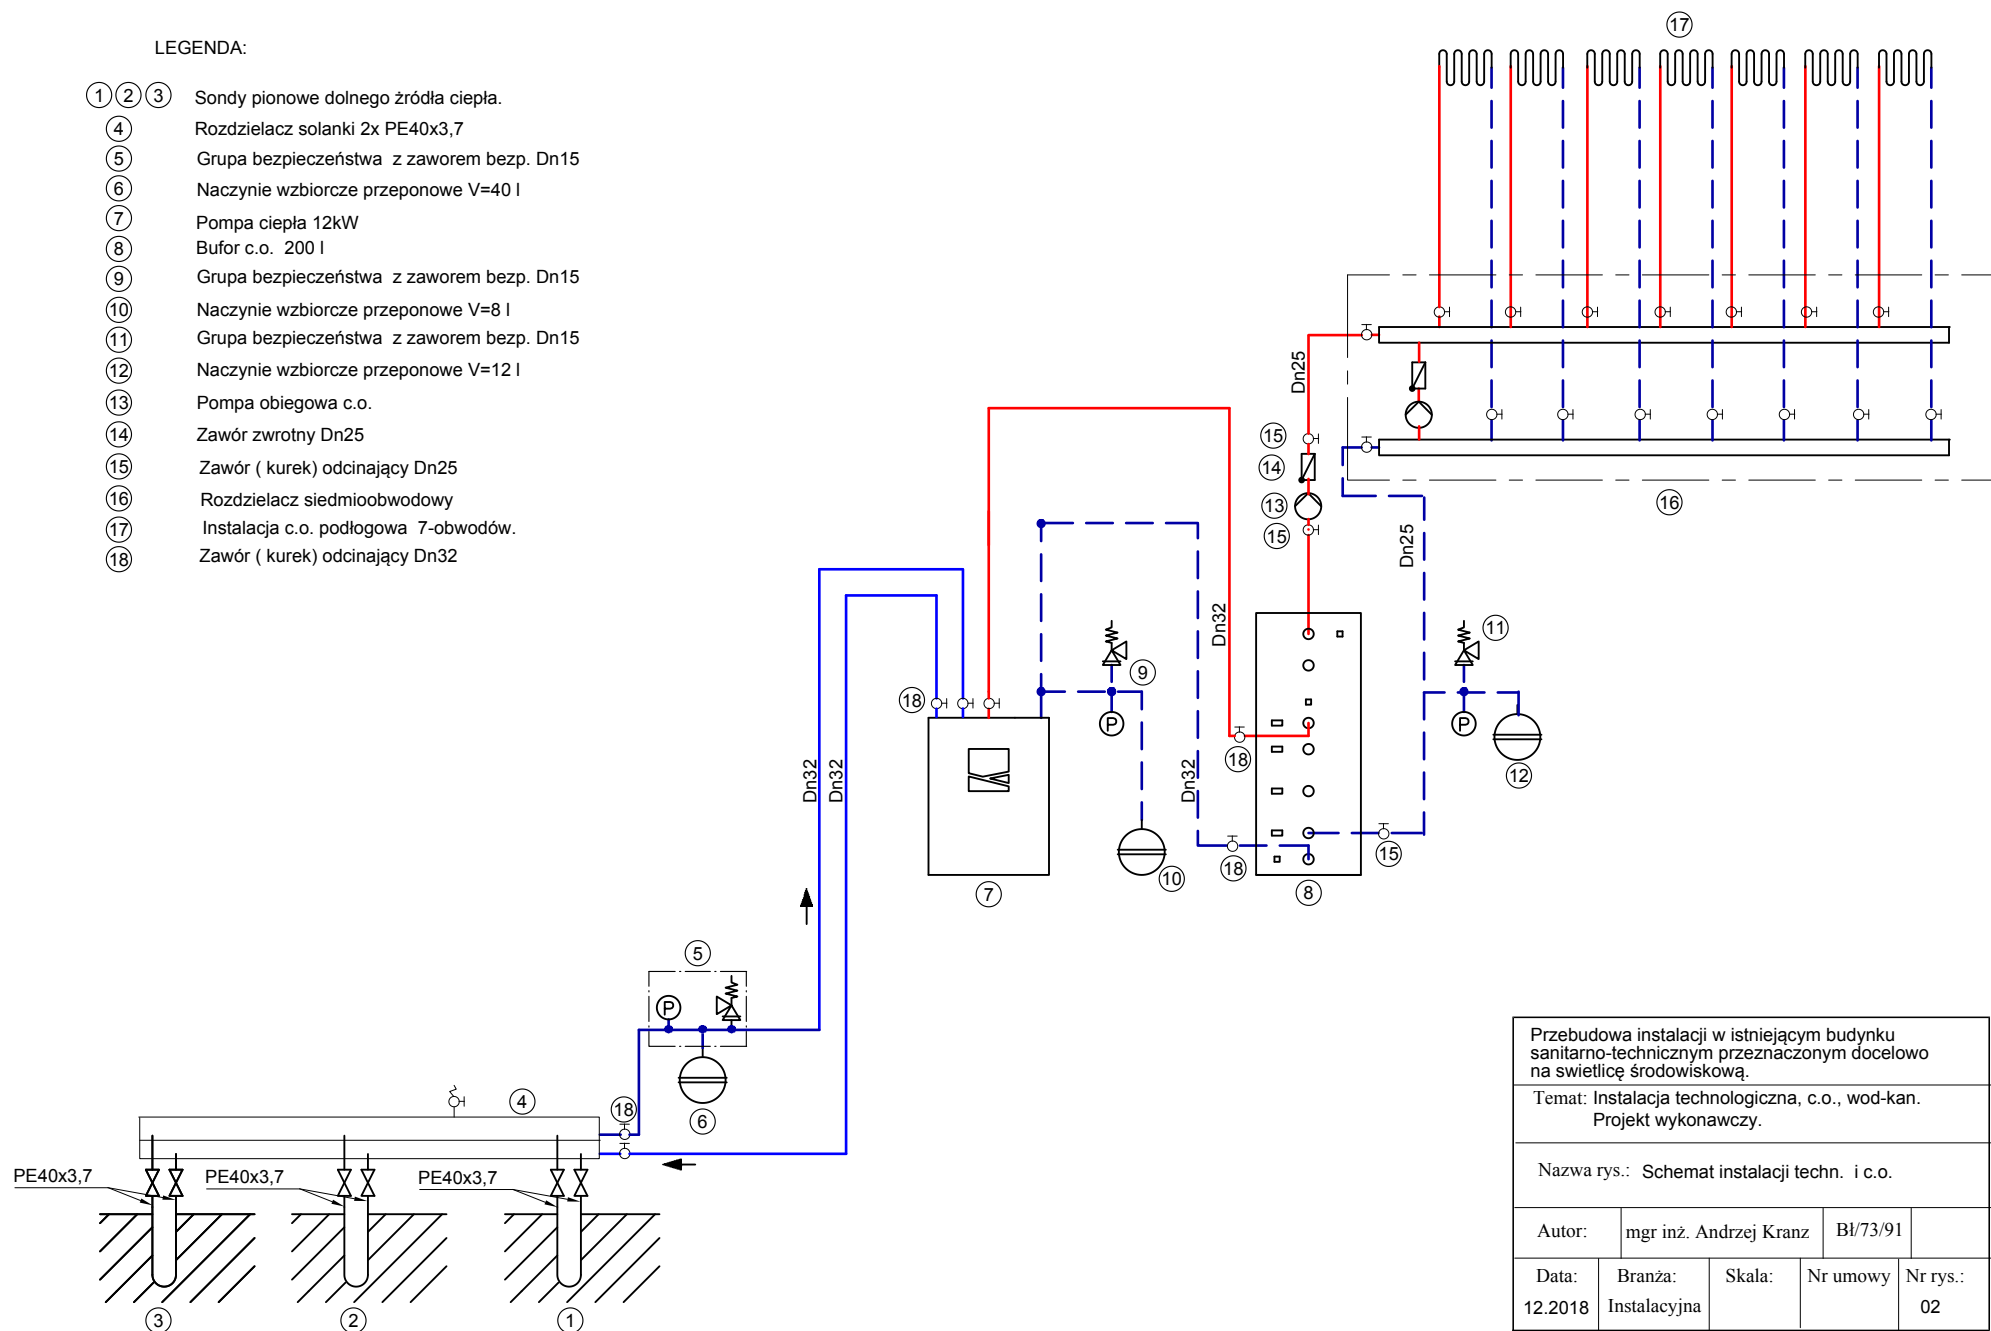 LEGENDA:
1 2 3 Sondy pionowe dolnego żródła ciepła.
4 Rozdzielacz solanki 2x PE40x3,7
5 Grupa bezpieczeństwa z zaworem bezp. Dn15
6 Naczynie wzbiorcze przeponowe V=40 l
7 Pompa ciepła 12kW
8 Bufor c.o. 200 l
9 Grupa bezpieczeństwa z zaworem bezp. Dn15
10 Naczynie wzbiorcze przeponowe V=8 l
11 Grupa bezpieczeństwa z zaworem bezp. Dn15
12 Naczynie wzbiorcze przeponowe V=12 l
13 Pompa obiegowa c.o.
14 Zawór zwrotny Dn25
15 Zawór ( kurek) odcinający Dn25
16 Rozdzielacz siedmioobwodowy
17 Instalacja c.o. podłogowa 7-obwodów.
18 Zawór ( kurek) odcinający Dn32
17
Dn25
15
14
13
15
16
Dn25
Dn32
11
9
18
P
P
18
12
Dn32
Dn32
Dn32
15
18
10
7
8
5
P
4
18
6
PE40x3,7
PE40x3,7
PE40x3,7
3
2
1
Przebudowa instalacji w istniejącym budynku
sanitarno-technicznym przeznaczonym docelowo
na swietlicę środowiskową.
Temat: Instalacja technologiczna, c.o., wod-kan.
Projekt wykonawczy.
Nazwa rys.: Schemat instalacji techn. i c.o.
Autor: mgr inż. Andrzej Kranz Bł/73/91
Data: Branża: Skala: Nr umowy Nr rys.:
12.2018 Instalacyjna 02